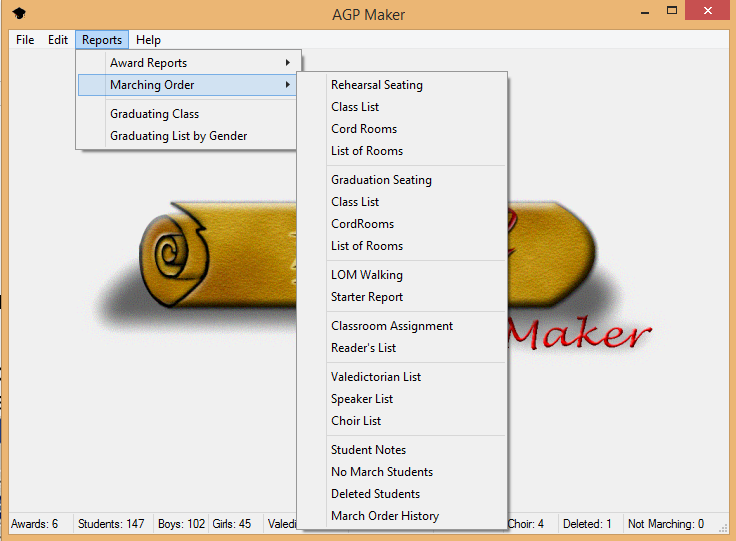 AGP Maker
File Edit Reports Help
Award Reports
Marching Order
Graduating Class
Graduating List by Gender
Rehearsal Seating
Class List
Cord Rooms
List of Rooms
Graduation Seating
Class List
CordRooms
List of Rooms
LOM Walking
Starter Report
Classroom Assignment
Reader's List
Valedictorian List
Speaker List
Choir List
Student Notes
No March Students
Deleted Students
March Order History
Maker
Awards: 6 Students: 147 Boys: 102 Girls: 45 Choir: 4 Deleted: 1 Not Marching: 0